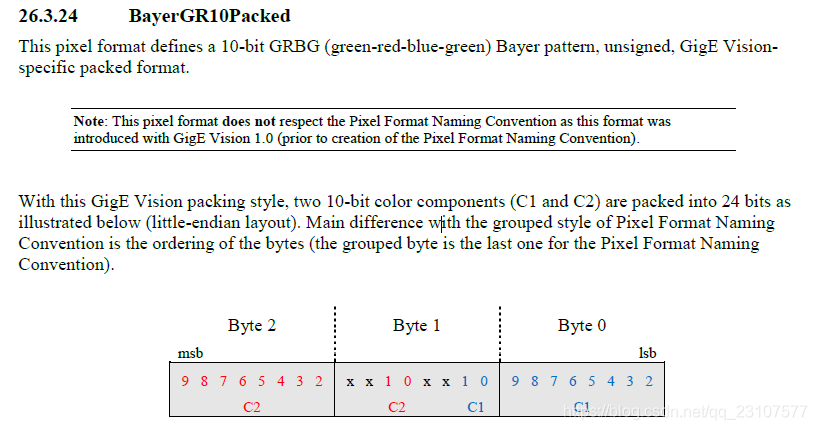 26.3.24 BayerGR10Packed
This pixel format defines a 10-bit GRBG (green-red-blue-green) Bayer pattern, unsigned, GigE Vision-
specific packed format.
Note: This pixel format does not respect the Pixel Format Naming Convention as this format was
introduced with GigE Vision 1.0 (prior to creation of the Pixel Format Naming Convention).
With this GigE Vision packing style, two 10-bit color components (C1 and C2) are packed into 24 bits as
illustrated below (little-endian layout). Main difference with the grouped style of Pixel Format Naming
Convention is the ordering of the bytes (the grouped byte is the last one for the Pixel Format Naming
Convention).
Byte 2 Byte 1 Byte 0
msb lsb
9 8 7 6 5 4 3 2 x x 1 0 x x 1 0 9 8 7 6 5 4 3 2
C2 C2 C1 C1
https://blog.csdn.net/qq_23107577